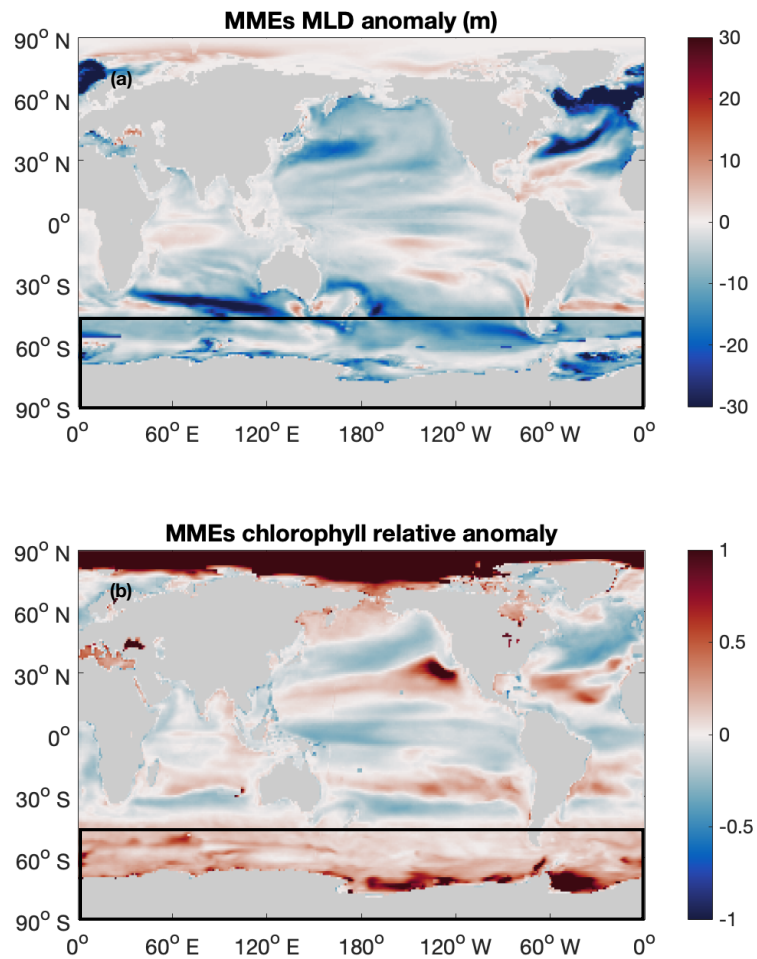 MMEs MLD anomaly (m)
90° N
(a)
60° N
30° N
0°
30° S
60° S
90° S
0°
60° E
120° E
180°
120° W
60° W
0°
30
20
10
0
-10
-20
-30
MMEs chlorophyll relative anomaly
90° N
(b)
60° N
30° N
0°
30° S
60° S
90° S
0°
60° E
120° E
180°
120° W
60° W
0°
1
0.5
0
-0.5
-1